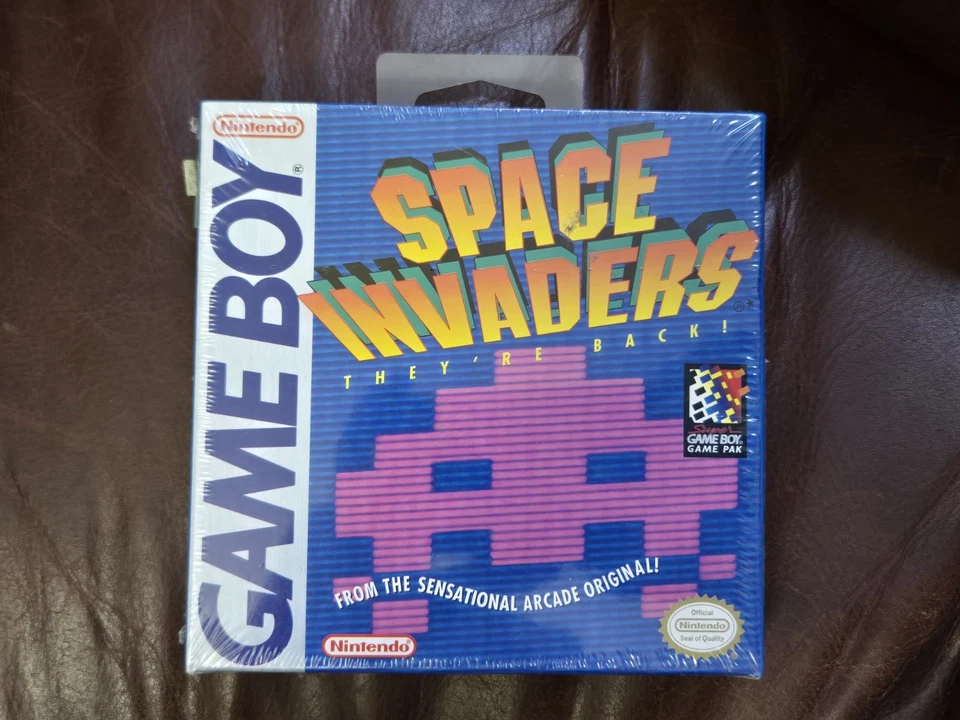 Nintendo
GAME BOY®
SPACE
INVADERS®*
THEY'RE BACK!
Super
GAME BOY
GAME PAK
FROM THE SENSATIONAL ARCADE ORIGINAL!
Nintendo
Official
Nintendo
Seal of Quality